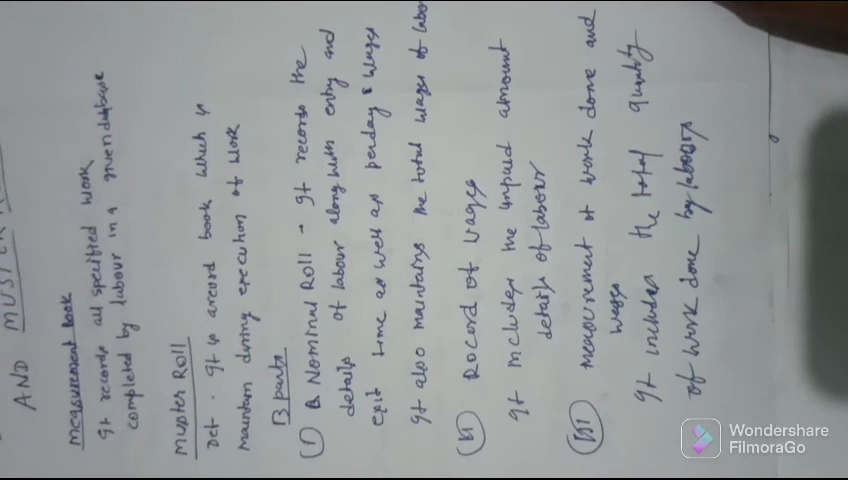 AND MUSTER
measurement book
It records all specified work
completed by labour in a given
MUSTER ROLL
Def. It is arecord book which is
maintain during execution of work
3 parts
(I) Nominal ROLL → It records the
details of labour along with entry and
exit time as well as perday wages
It also maintains the total wages of labo
(II) Record of wages
It includes the unpaid amount
details of labour
(III) measurement of work done and
wages
It included the total quantity
of work done by labours
Wondershare
FilmoraGo